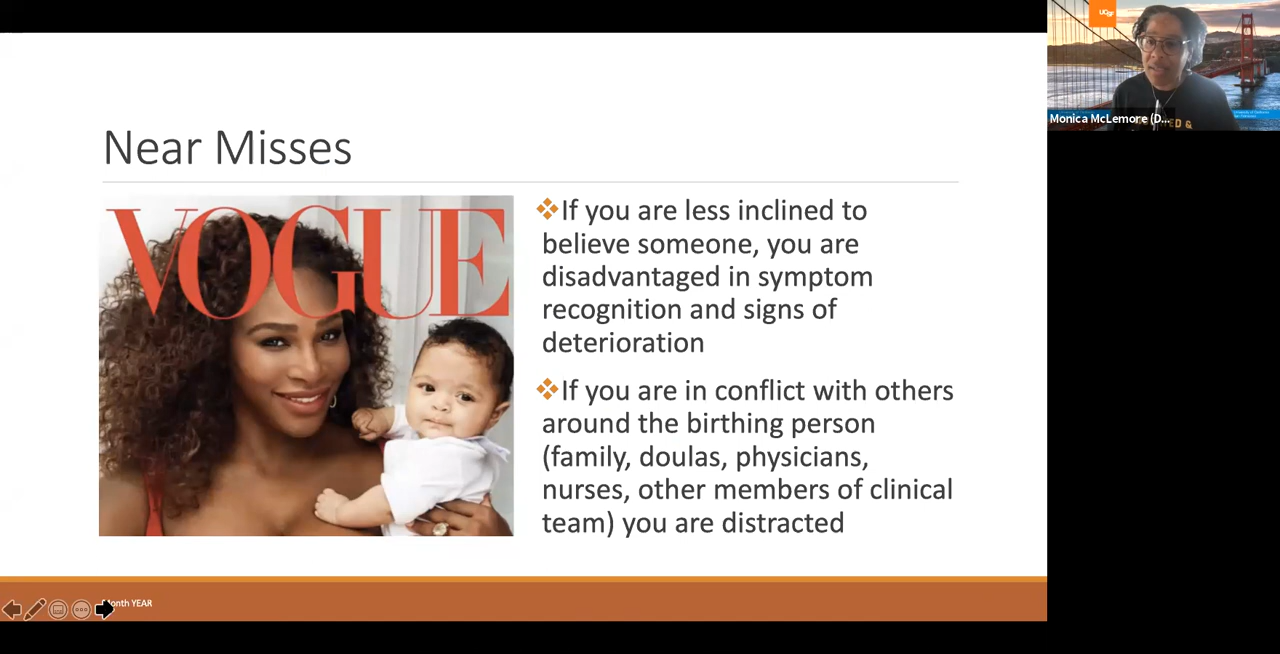 Near Misses
VOGUE
❖If you are less inclined to
believe someone, you are
disadvantaged in symptom
recognition and signs of
deterioration
❖If you are in conflict with others
around the birthing person
(family, doulas, physicians,
nurses, other members of clinical
team) you are distracted
onth YEAR
Monica McLemore (D...